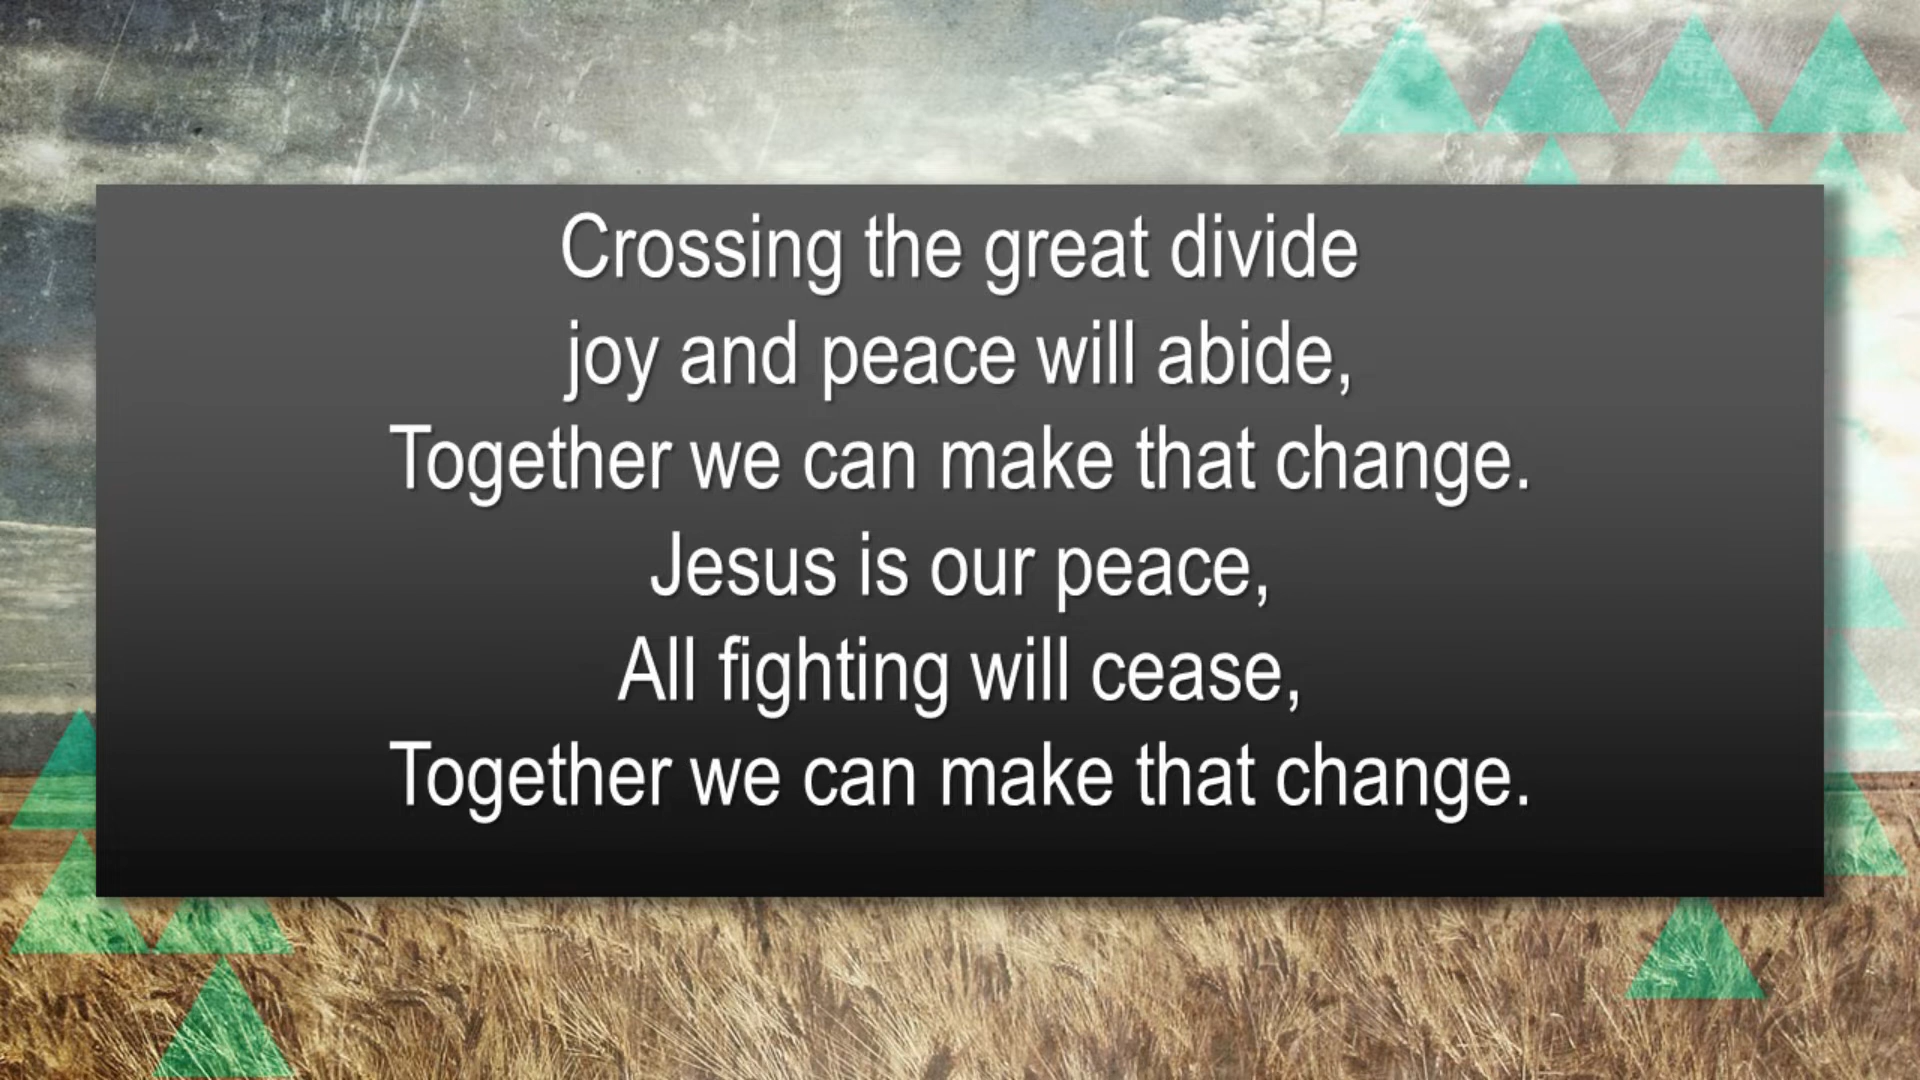 Crossing the great divide
joy and peace will abide,
Together we can make that change.
Jesus is our peace,
All fighting will cease,
Together we can make that change.